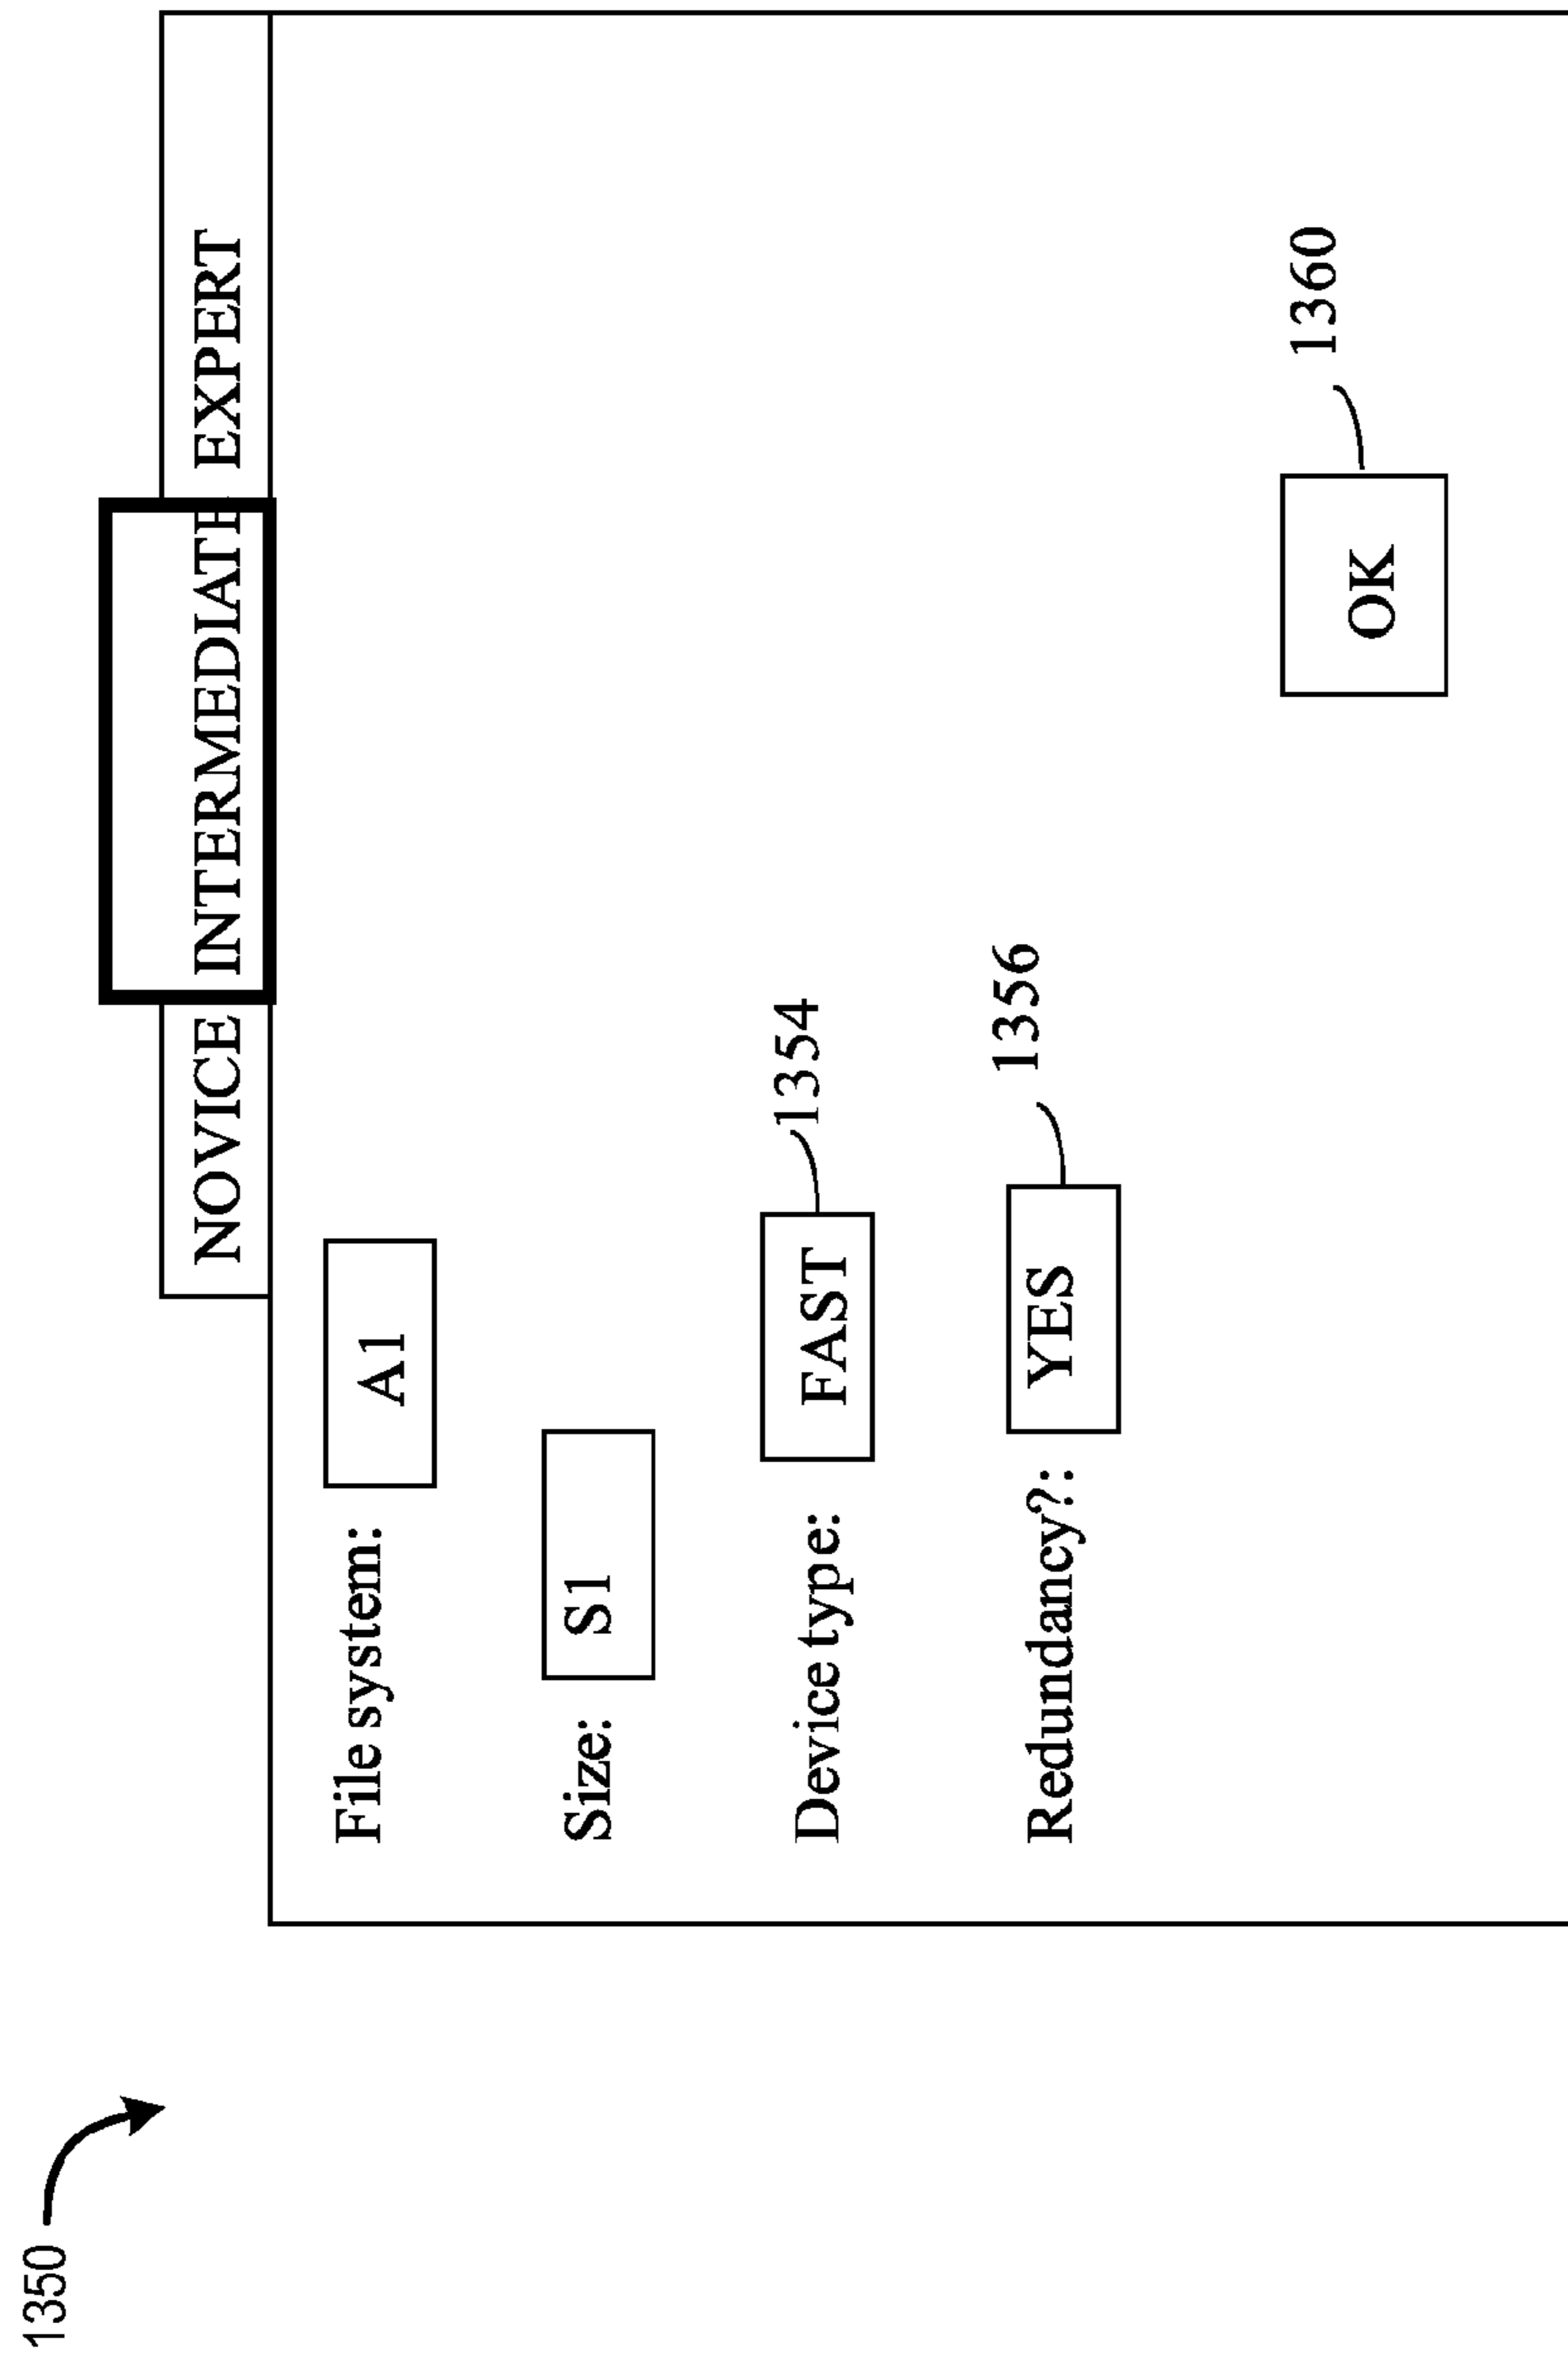 1350
NOVICE INTERMEDIATE EXPERT
File system: A1
Size: S1
Device type: FAST 1354
Redundancy?: YES 1356
OK 1360